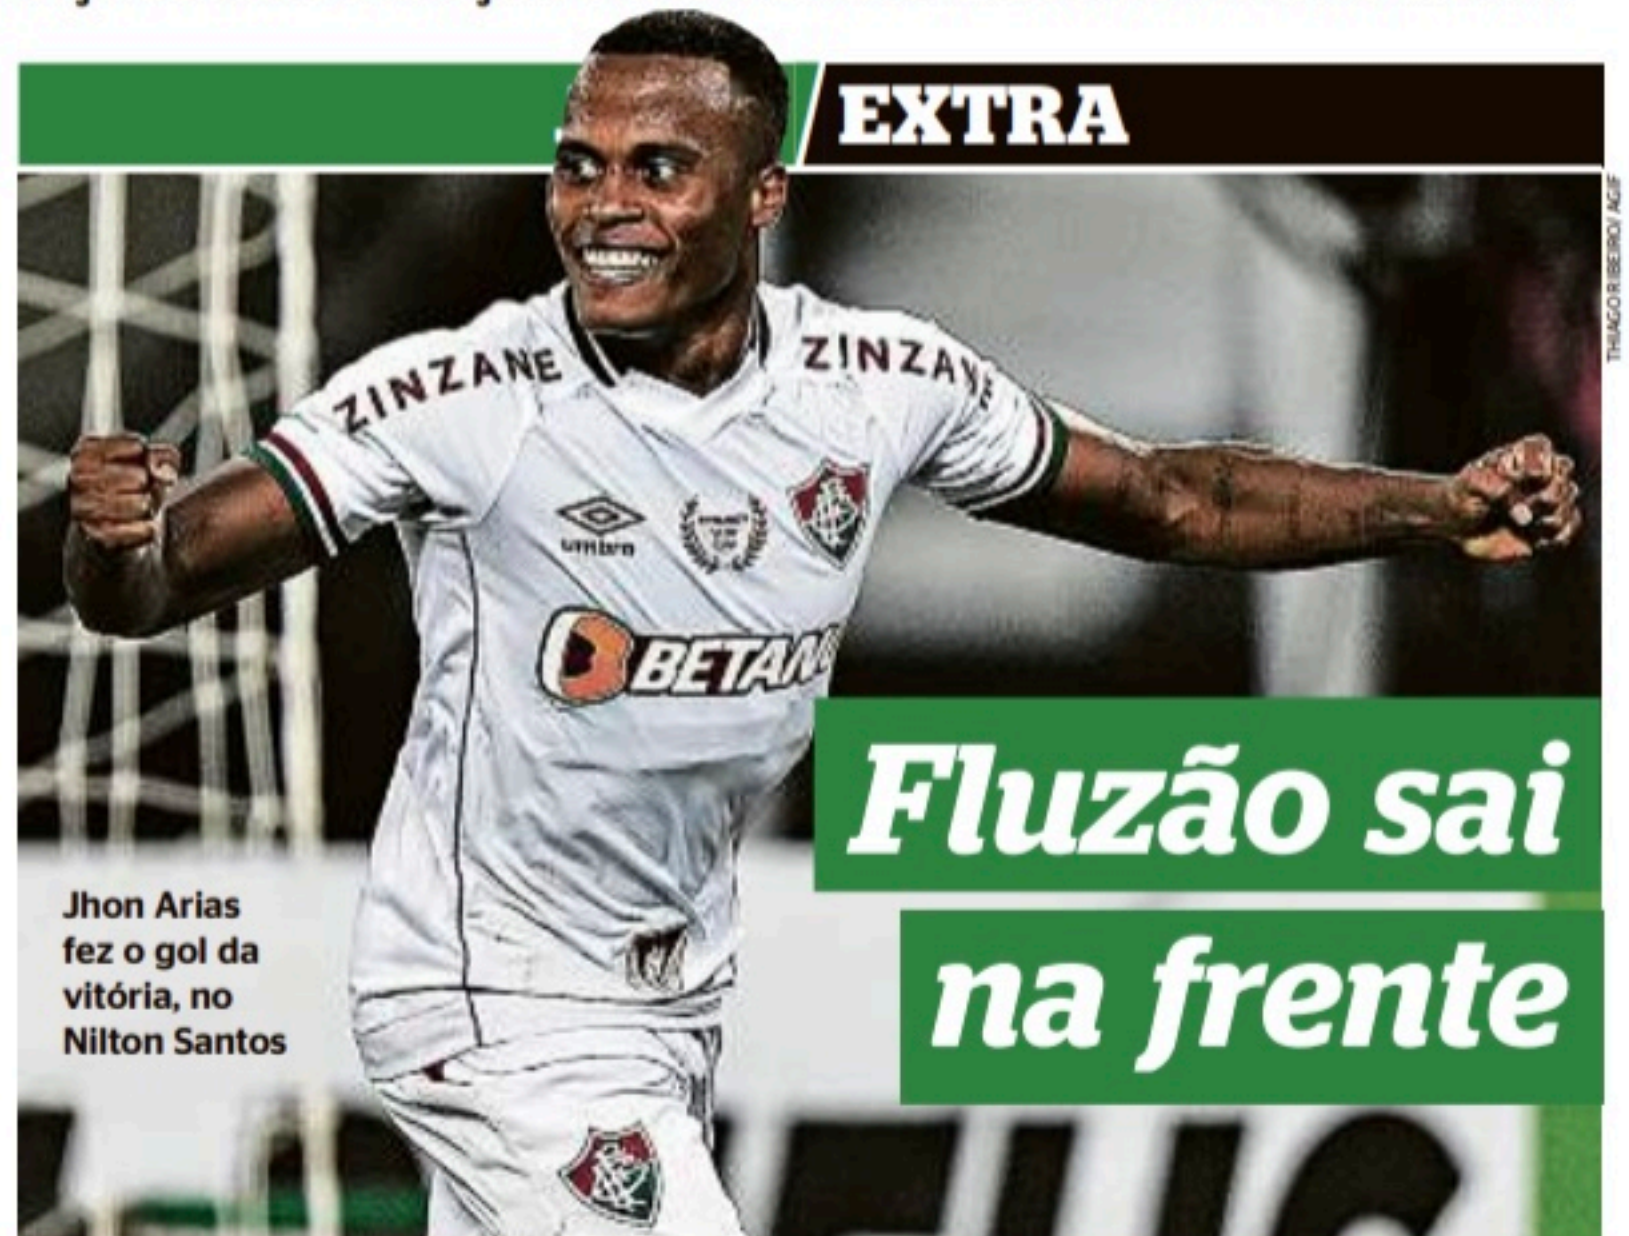 EXTRA
THIAGO RIBEIRO/ AGIF
ZINZANE
ZINZANE
umbro
BETAN
Fluzão sai
na frente
Jhon Arias
fez o gol da
vitória, no
Nilton Santos